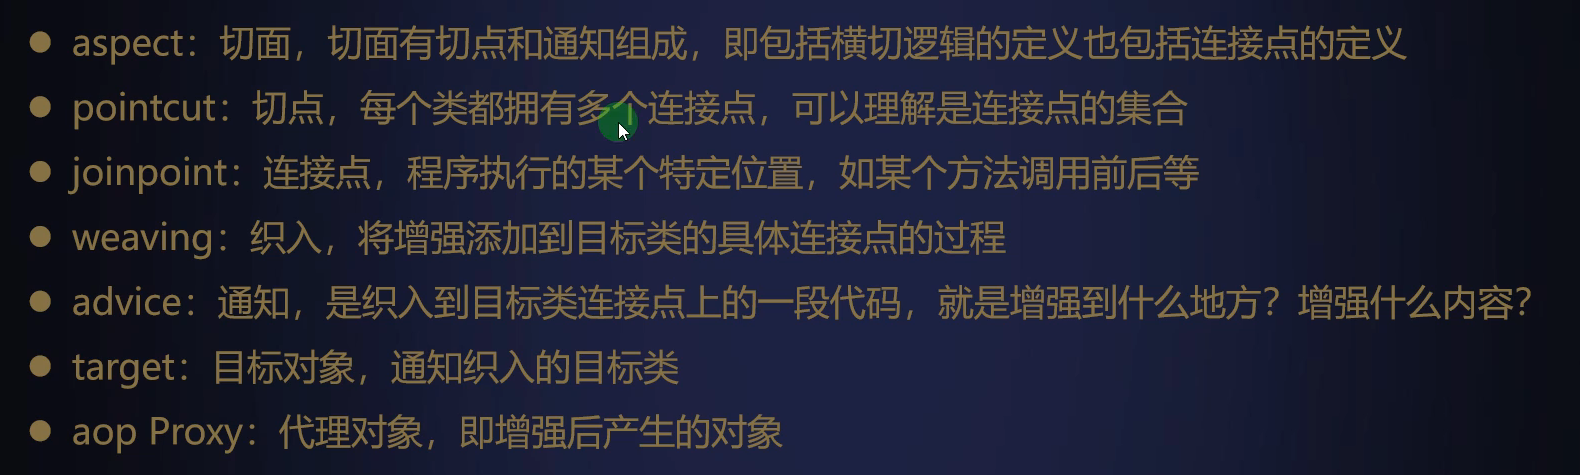 ● aspect：切面，切面有切点和通知组成，即包括横切逻辑的定义也包括连接点的定义
● pointcut：切点，每个类都拥有多个连接点，可以理解是连接点的集合
● joinpoint：连接点，程序执行的某个特定位置，如某个方法调用前后等
● weaving：织入，将增强添加到目标类的具体连接点的过程
● advice：通知，是织入到目标类连接点上的一段代码，就是增强到什么地方？增强什么内容？
● target：目标对象，通知织入的目标类
● aop Proxy：代理对象，即增强后产生的对象